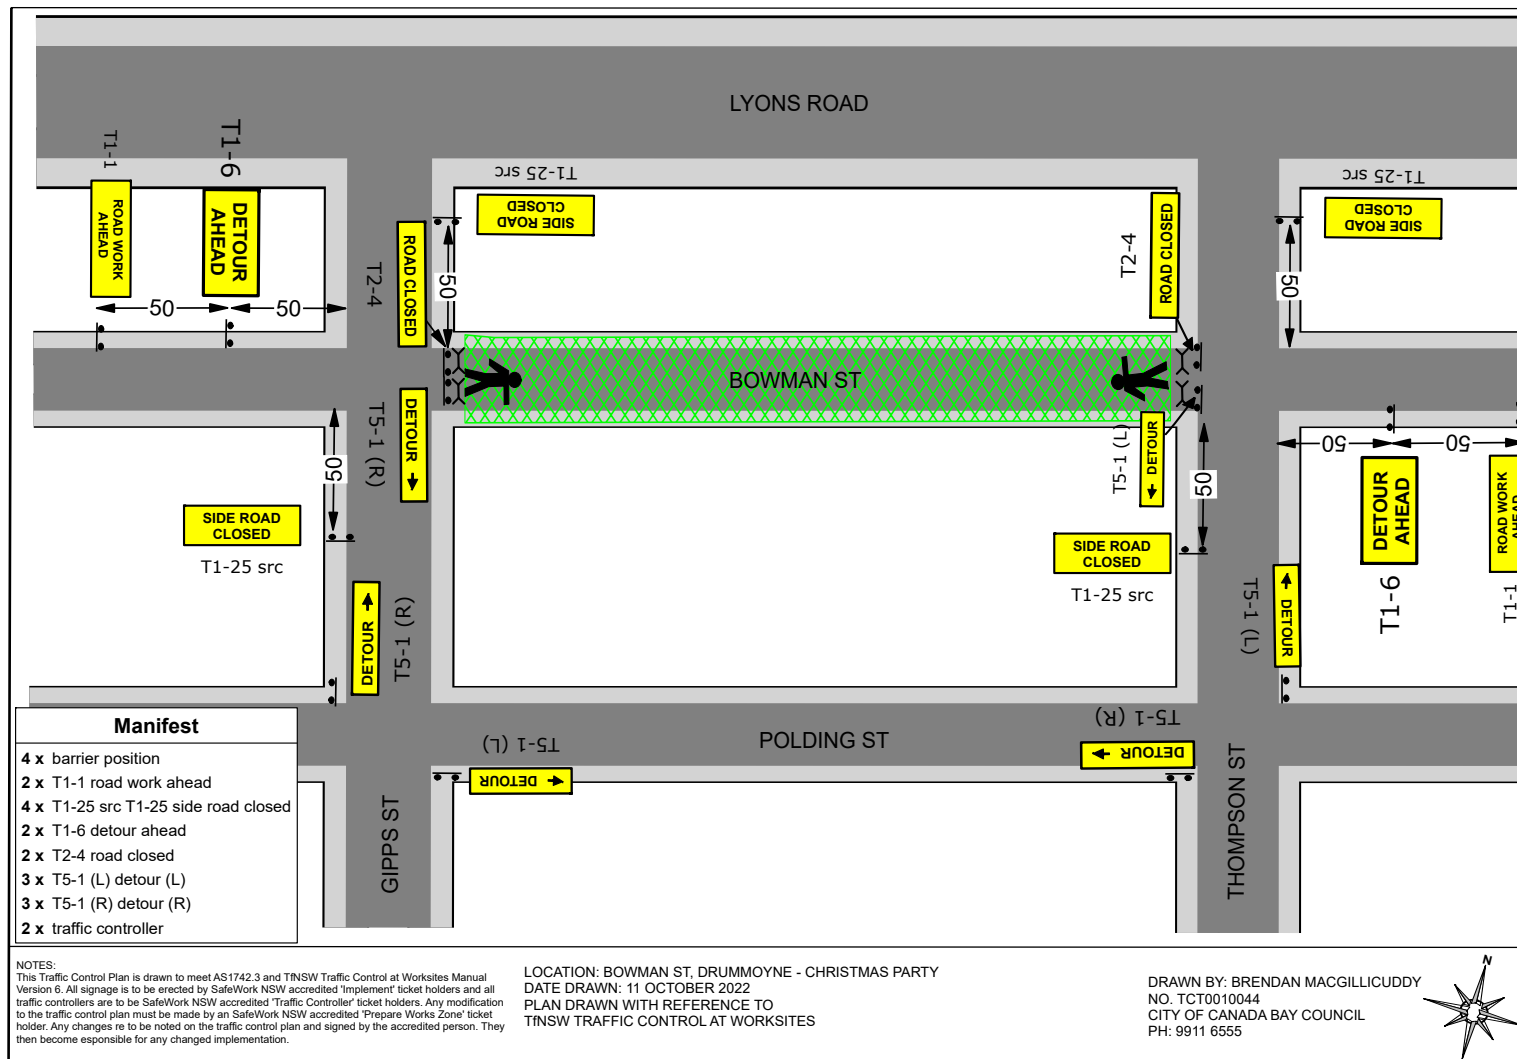 LYONS ROAD
T1-1
T1-6
ROAD WORK
AHEAD
DETOUR
AHEAD
50
50
T2-4
ROAD CLOSED
50
T1-25 src
SIDE ROAD
CLOSED
T2-4
ROAD CLOSED
T1-25 src
SIDE ROAD
CLOSED
50
BOWMAN ST
T5-1 (R)
DETOUR
50
SIDE ROAD
CLOSED
T1-25 src
DETOUR
T5-1 (R)
T5-1 (L)
DETOUR
50
SIDE ROAD
CLOSED
T1-25 src
50
50
DETOUR
AHEAD
T1-6
ROAD WORK
AHEAD
T1-1
T5-1 (L)
DETOUR
T5-1 (L)
DETOUR
POLDING ST
T5-1 (R)
DETOUR
GIPPS ST
THOMPSON ST
Manifest
4 x barrier position
2 x T1-1 road work ahead
4 x T1-25 src T1-25 side road closed
2 x T1-6 detour ahead
2 x T2-4 road closed
3 x T5-1 (L) detour (L)
3 x T5-1 (R) detour (R)
2 x traffic controller
NOTES:
This Traffic Control Plan is drawn to meet AS1742.3 and TfNSW Traffic Control at Worksites Manual
Version 6. All signage is to be erected by SafeWork NSW accredited 'Implement' ticket holders and all
traffic controllers are to be SafeWork NSW accredited 'Traffic Controller' ticket holders. Any modification
to the traffic control plan must be made by an SafeWork NSW accredited 'Prepare Works Zone' ticket
holder. Any changes re to be noted on the traffic control plan and signed by the accredited person. They
then become esponsible for any changed implementation.
LOCATION: BOWMAN ST, DRUMMOYNE - CHRISTMAS PARTY
DATE DRAWN: 11 OCTOBER 2022
PLAN DRAWN WITH REFERENCE TO
TfNSW TRAFFIC CONTROL AT WORKSITES
DRAWN BY: BRENDAN MACGILLICUDDY
NO. TCT0010044
CITY OF CANADA BAY COUNCIL
PH: 9911 6555
N